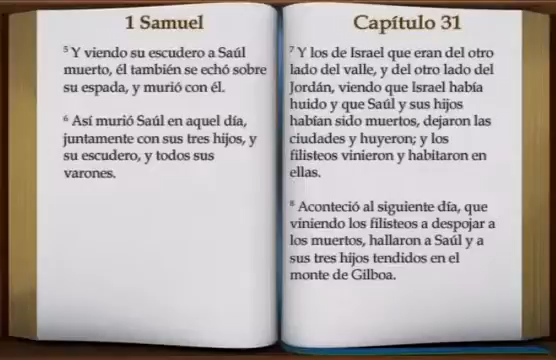 1 Samuel
⁵ Y viendo su escudero a Saúl
muerto, él también se echó sobre
su espada, y murió con él.
⁶ Así murió Saúl en aquel día,
juntamente con sus tres hijos, y
su escudero, y todos sus
varones.
Capítulo 31
⁷ Y los de Israel que eran del otro
lado del valle, y del otro lado del
Jordán, viendo que Israel había
huido y que Saúl y sus hijos
habían sido muertos, dejaron las
ciudades y huyeron; y los
filisteos vinieron y habitaron en
ellas.
⁸ Aconteció al siguiente día, que
viniendo los filisteos a despojar a
los muertos, hallaron a Saúl y a
sus tres hijos tendidos en el
monte de Gilboa.